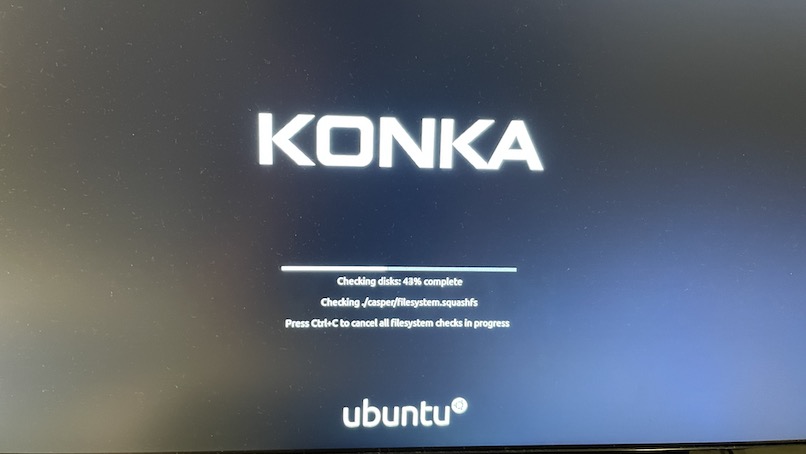 KONKA
Checking disks: 43% complete
Checking ./casper/filesystem.squashfs
Press Ctrl+C to cancel all filesystem checks in progress
ubuntu